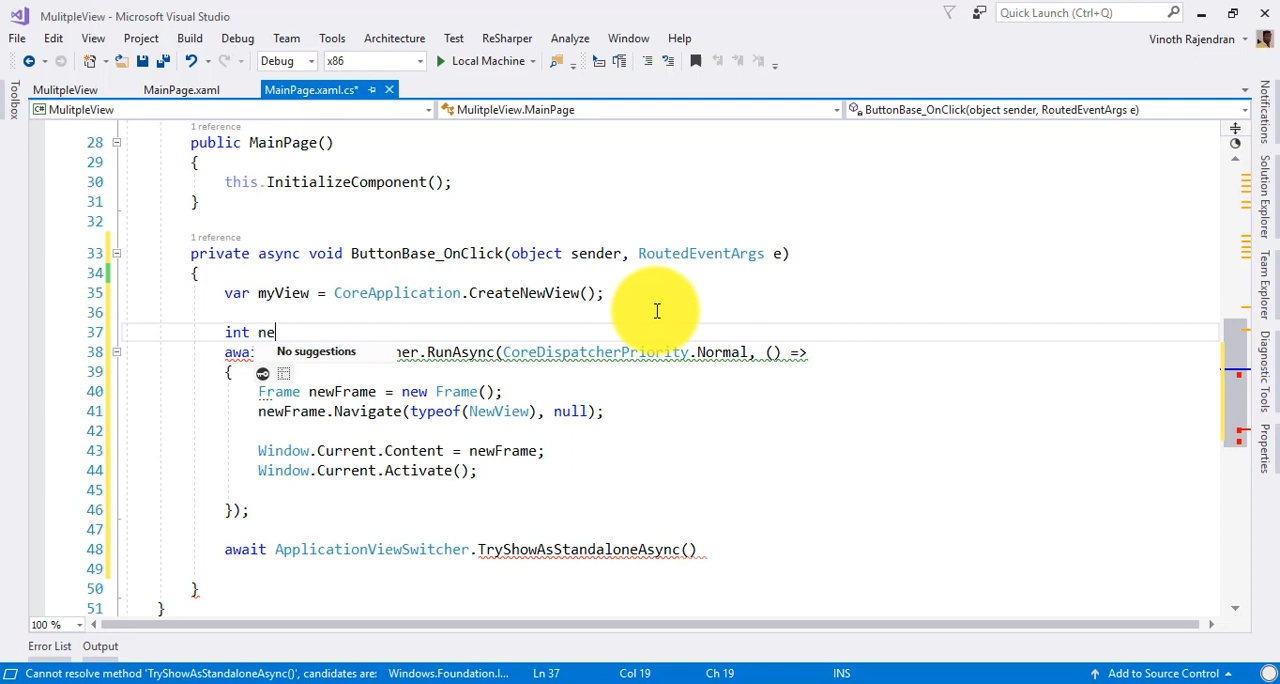 MulitpleView - Microsoft Visual Studio
Quick Launch (Ctrl+Q)
File Edit View Project Build Debug Team Tools Architecture Test ReSharper Analyze Window Help
Vinoth Rajendran
Debug x86 Local Machine
MulitpleView MainPage.xaml MainPage.xaml.cs*
MulitpleView MulitpleView.MainPage ButtonBase_OnClick(object sender, RoutedEventArgs e)
Toolbox
Notifications
Solution Explorer
Team Explorer
Diagnostic Tools
Properties
1 reference
28 public MainPage()
29 {
30 this.InitializeComponent();
31 }
32
1 reference
33 private async void ButtonBase_OnClick(object sender, RoutedEventArgs e)
34 {
35 var myView = CoreApplication.CreateNewView();
36
37 int ne
No suggestions
38 awai her.RunAsync(CoreDispatcherPriority.Normal, () =>
39 {
40 Frame newFrame = new Frame();
41 newFrame.Navigate(typeof(NewView), null);
42
43 Window.Current.Content = newFrame;
44 Window.Current.Activate();
45
46 });
47
48 await ApplicationViewSwitcher.TryShowAsStandaloneAsync()
49
50 }
51 }
100 %
Error List Output
Cannot resolve method 'TryShowAsStandaloneAsync()', candidates are: Windows.Foundation.I... Ln 37 Col 19 Ch 19 INS Add to Source Control